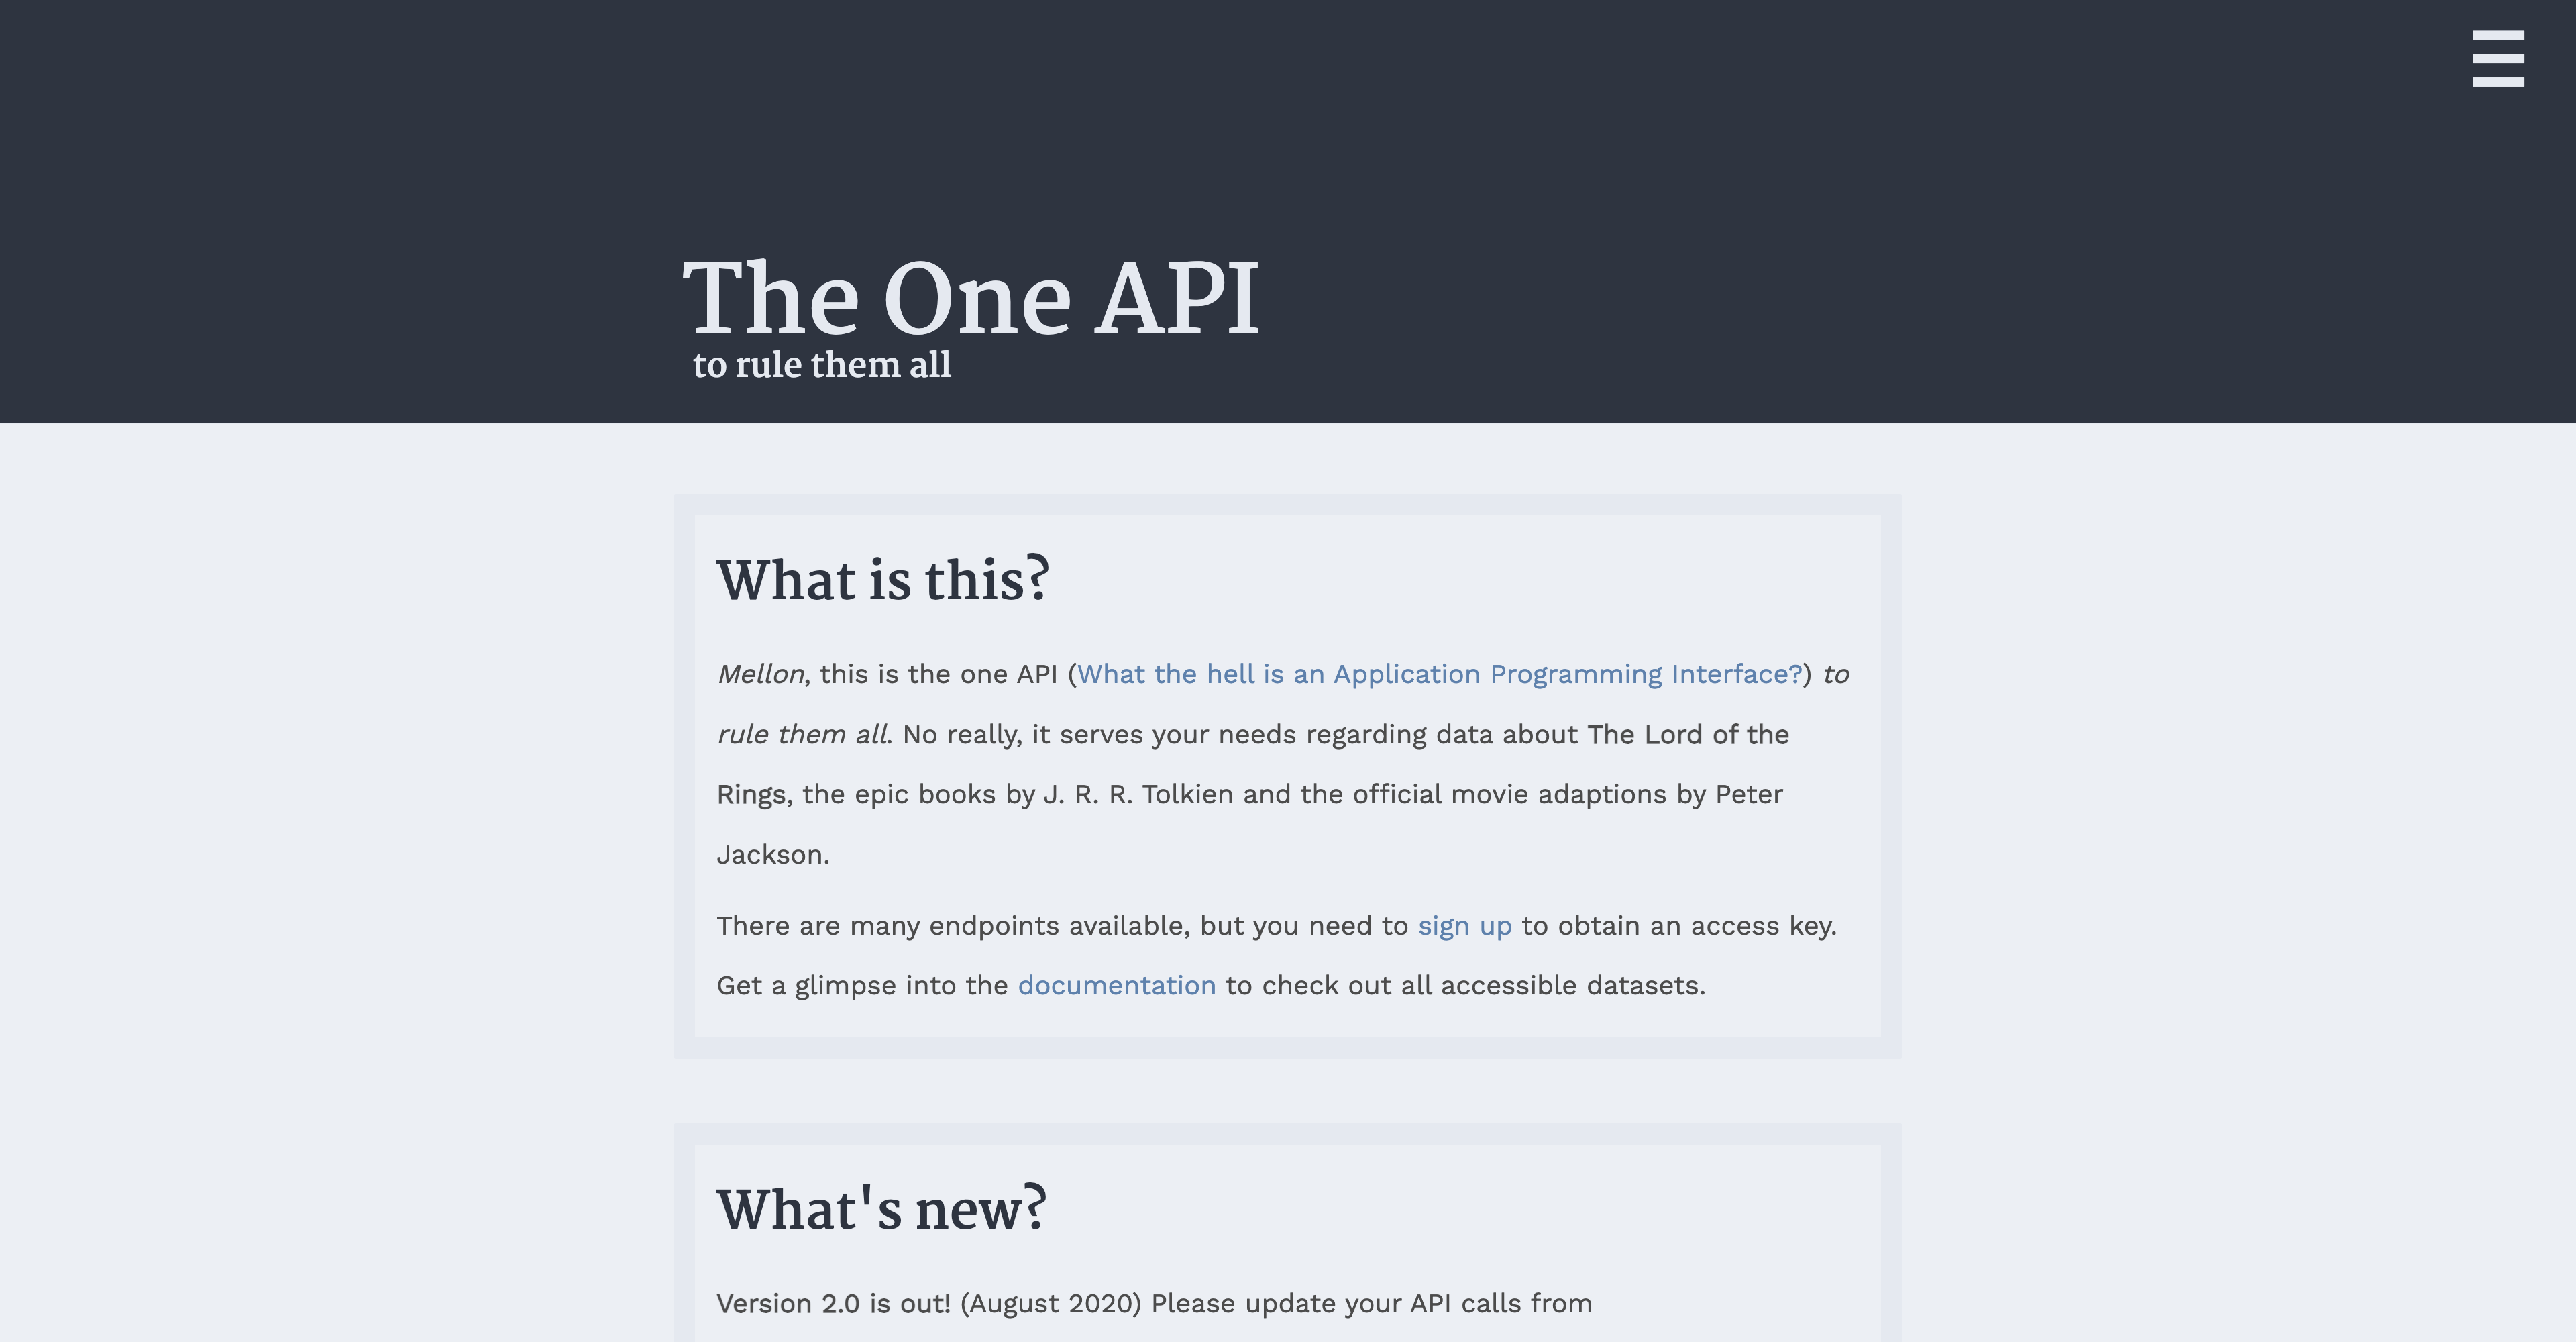 The One API
to rule them all
What is this?
Mellon, this is the one API (What the hell is an Application Programming Interface?) to
rule them all. No really, it serves your needs regarding data about The Lord of the
Rings, the epic books by J. R. R. Tolkien and the official movie adaptions by Peter
Jackson.
There are many endpoints available, but you need to sign up to obtain an access key.
Get a glimpse into the documentation to check out all accessible datasets.
What's new?
Version 2.0 is out! (August 2020) Please update your API calls from